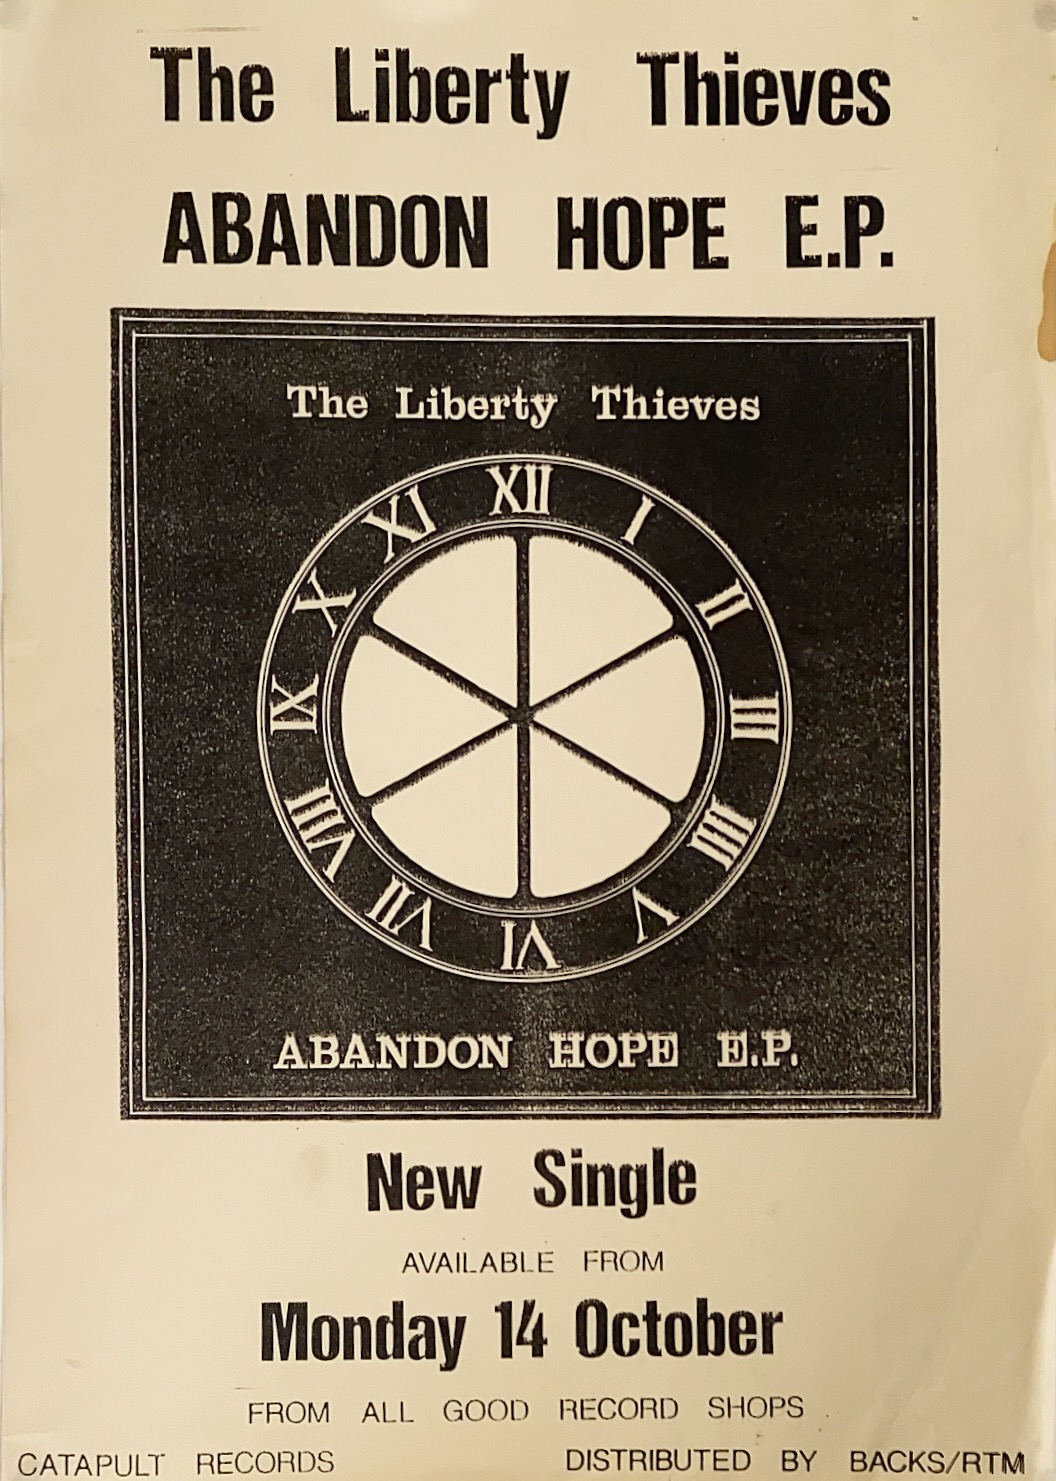 The Liberty Thieves
ABANDON HOPE E.P.
The Liberty Thieves
XII
I
II
III
IIII
V
VI
VII
VIII
IX
X
XI
ABANDON HOPE E.P.
New Single
AVAILABLE FROM
Monday 14 October
FROM ALL GOOD RECORD SHOPS
CATAPULT RECORDS DISTRIBUTED BY BACKS/RTM